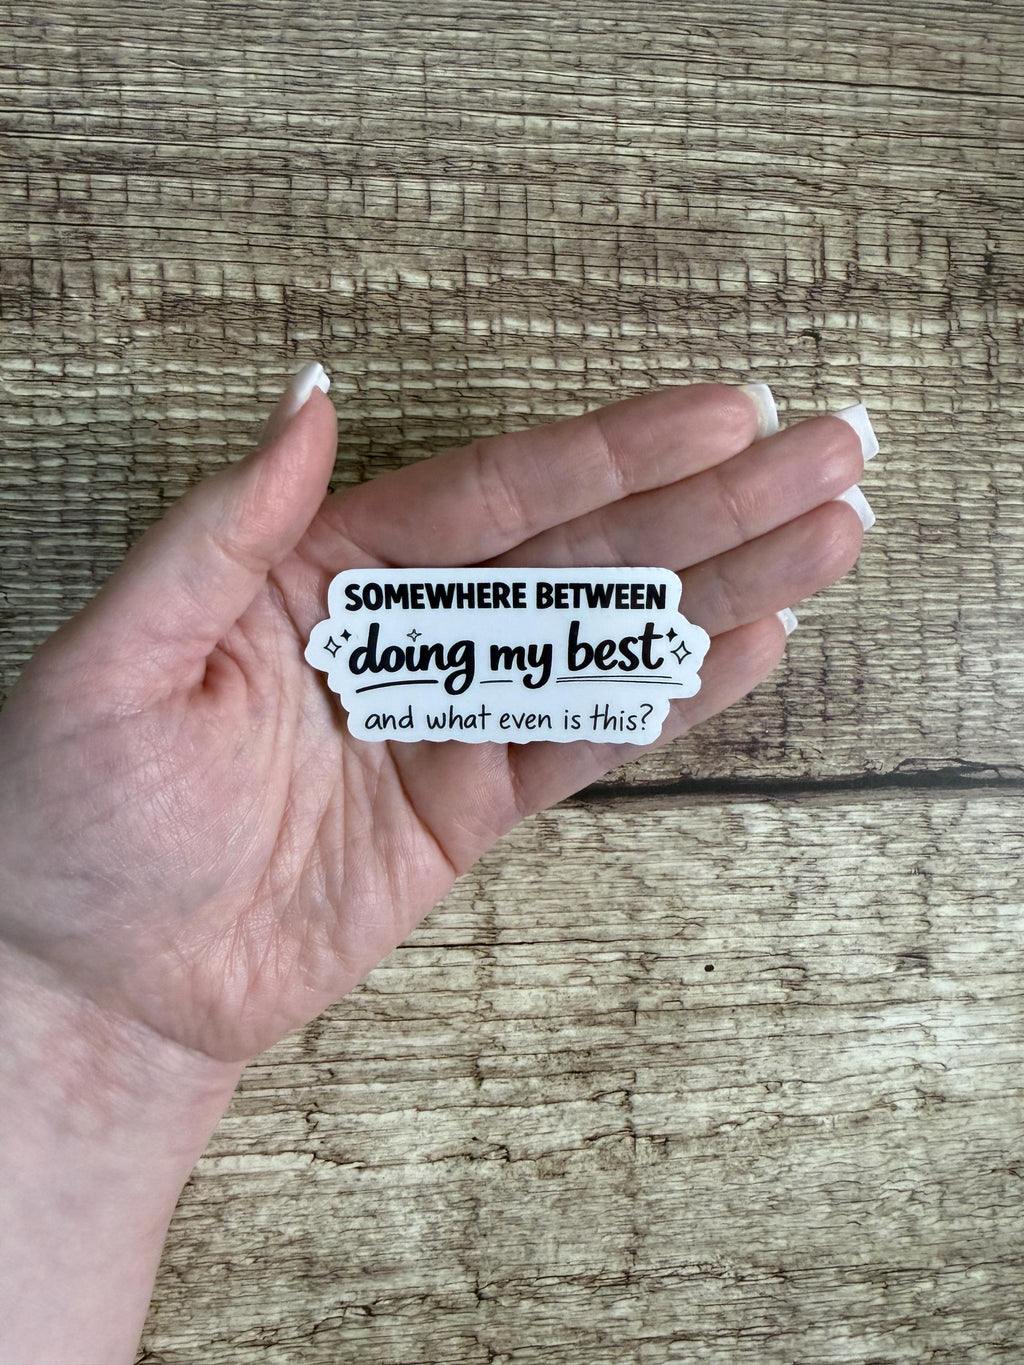 SOMEWHERE BETWEEN
doing my best
and what even is this?